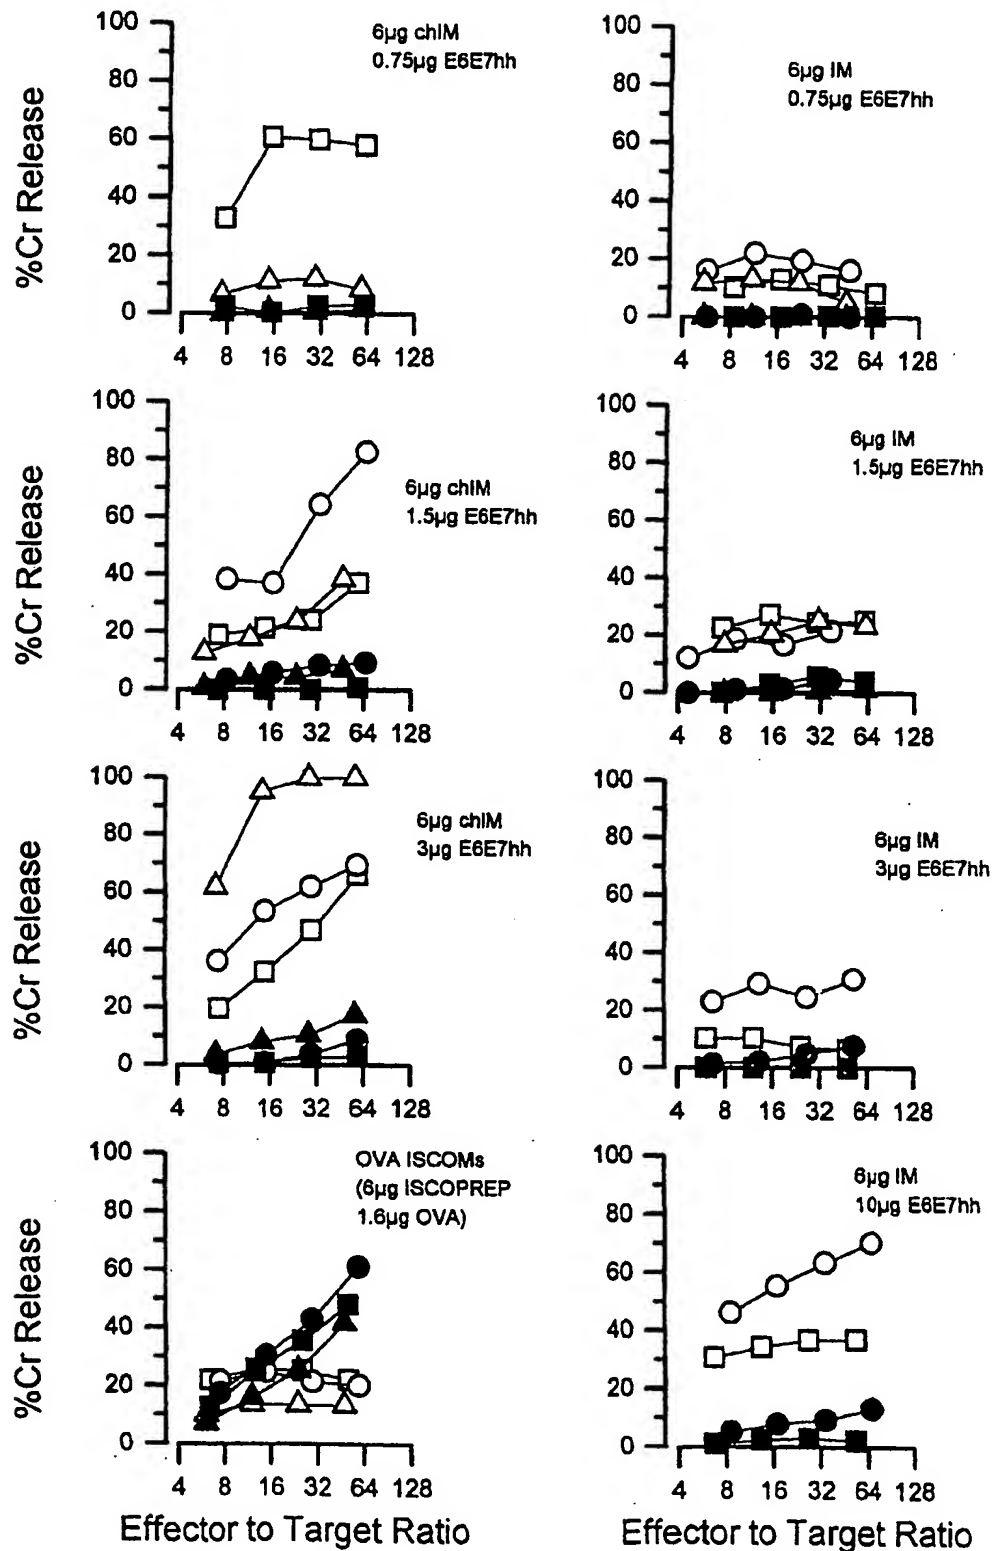 100
80
60
40
20
0
%Cr Release
6µg chIM
0.75µg E6E7hh
4 8 16 32 64 128
100
80
60
40
20
0
6µg IM
0.75µg E6E7hh
4 8 16 32 64 128
100
80
60
40
20
0
%Cr Release
6µg chIM
1.5µg E6E7hh
4 8 16 32 64 128
100
80
60
40
20
0
6µg IM
1.5µg E6E7hh
4 8 16 32 64 128
100
80
60
40
20
0
%Cr Release
6µg chIM
3µg E6E7hh
4 8 16 32 64 128
100
80
60
40
20
0
6µg IM
3µg E6E7hh
4 8 16 32 64 128
100
80
60
40
20
0
%Cr Release
OVA ISCOMs
(6µg ISCOPREP
1.6µg OVA)
4 8 16 32 64 128
Effector to Target Ratio
100
80
60
40
20
0
6µg IM
10µg E6E7hh
4 8 16 32 64 128
Effector to Target Ratio